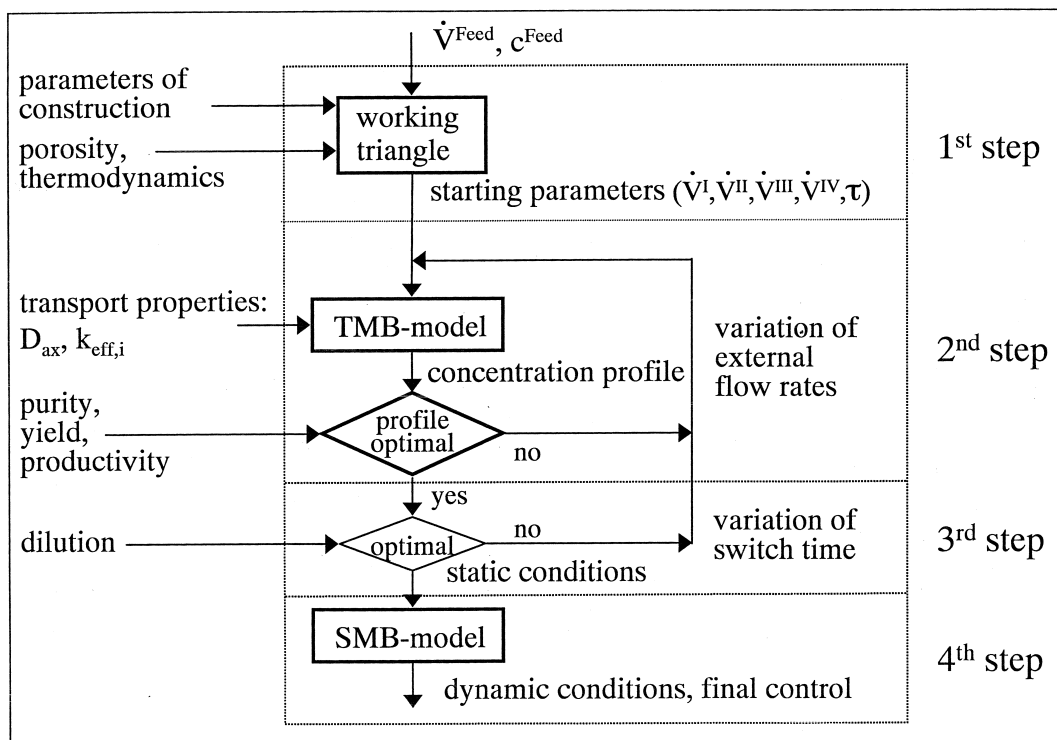 V̇ᶠᵉᵉᵈ, cᶠᵉᵉᵈ
parameters of
construction
working
triangle
porosity,
thermodynamics
1ˢᵗ step
starting parameters (V̇ᴵ,V̇ᴵᴵ,V̇ᴵᴵᴵ,V̇ᴵⱽ,τ)
transport properties:
Dₐₓ, k_eff,i
TMB-model
variation of
external
flow rates
2ⁿᵈ step
concentration profile
purity,
yield,
productivity
profile
optimal
no
yes
dilution
optimal
no
variation of
switch time
3ʳᵈ step
static conditions
SMB-model
4ᵗʰ step
dynamic conditions, final control